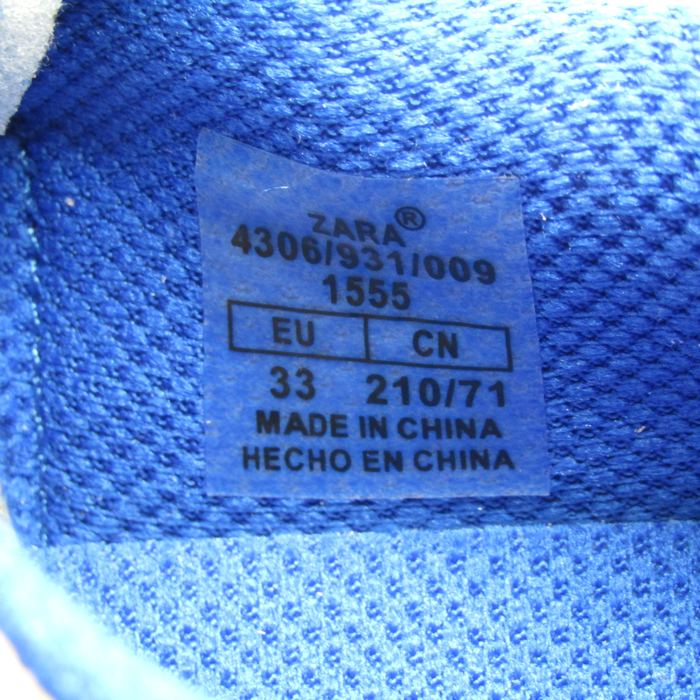 ZARA®
4306/931/009
1555
EU CN
33 210/71
MADE IN CHINA
HECHO EN CHINA